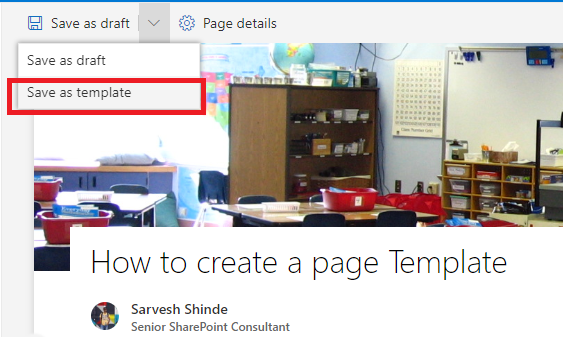 Save as draft
Page details
Save as draft
Save as template
How to create a page Template
Sarvesh Shinde
Senior SharePoint Consultant